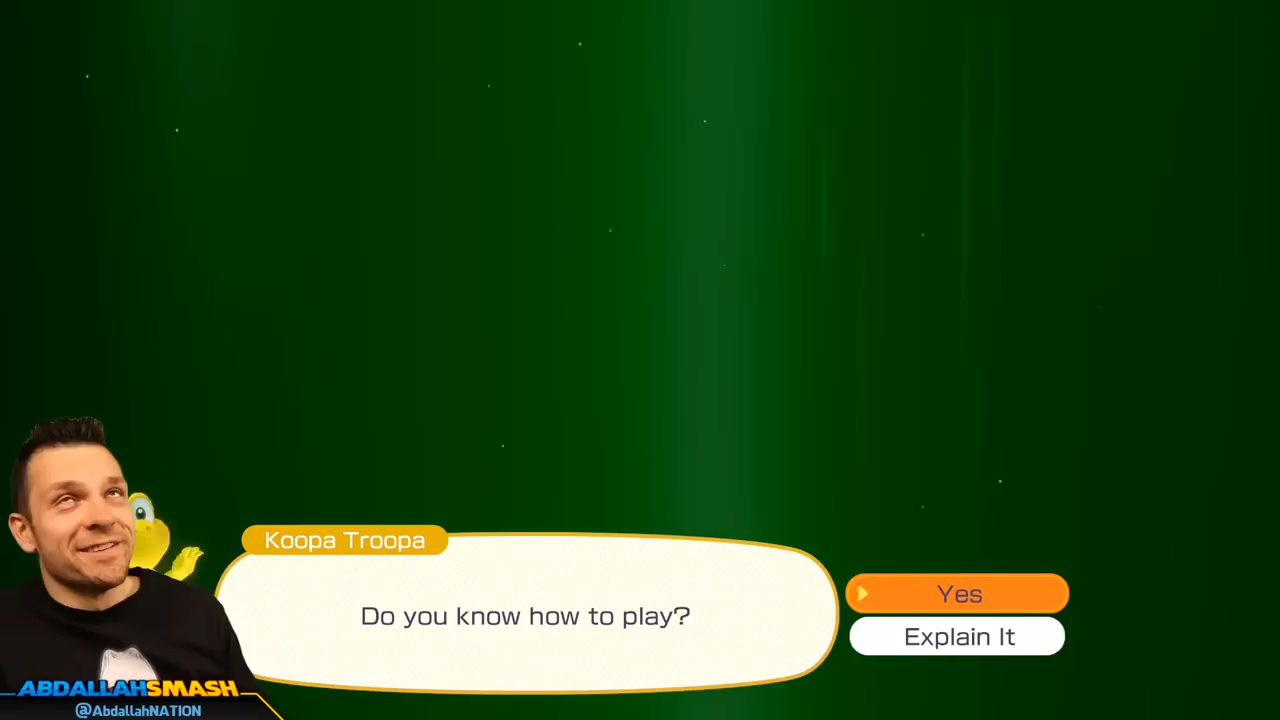 Koopa Troopa
Do you know how to play?
Yes
Explain It
ABDALLAHSMASH
@AbdallahNATION